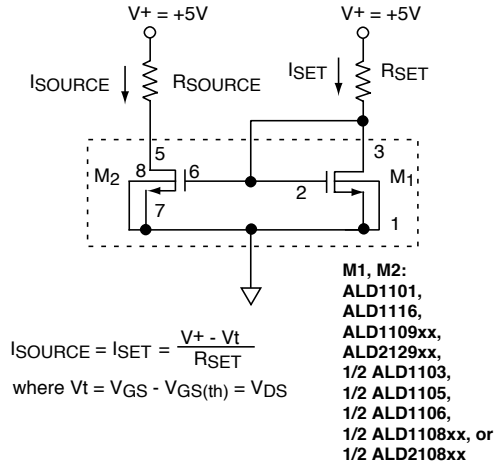 V+ = +5V
V+ = +5V
ISOURCE
RSOURCE
ISET
RSET
5
3
M2
8
6
2
M1
7
1
M1, M2:
ALD1101,
ALD1116,
ALD1109xx,
ALD2129xx,
1/2 ALD1103,
1/2 ALD1105,
1/2 ALD1106,
1/2 ALD1108xx, or
1/2 ALD2108xx
ISOURCE = ISET = V+ - Vt / RSET
where Vt = VGS - VGS(th) = VDS